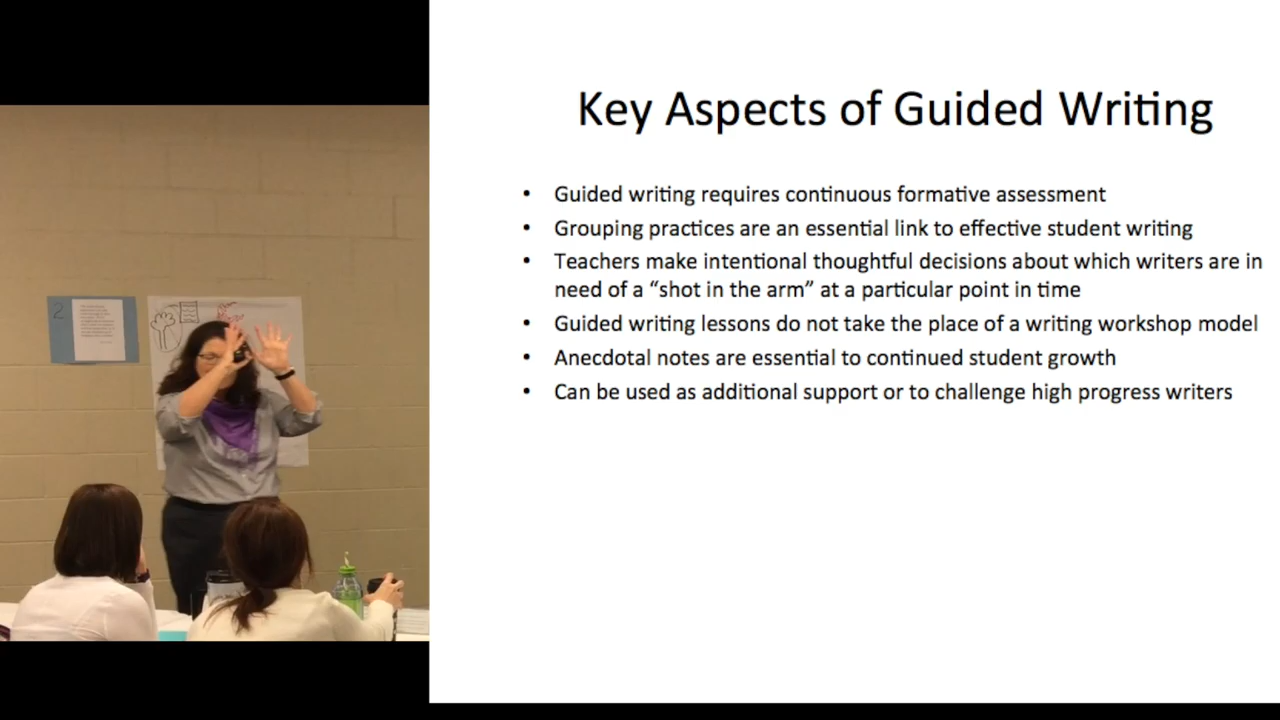 Key Aspects of Guided Writing
• Guided writing requires continuous formative assessment
• Grouping practices are an essential link to effective student writing
• Teachers make intentional thoughtful decisions about which writers are in
need of a “shot in the arm” at a particular point in time
• Guided writing lessons do not take the place of a writing workshop model
• Anecdotal notes are essential to continued student growth
• Can be used as additional support or to challenge high progress writers
2